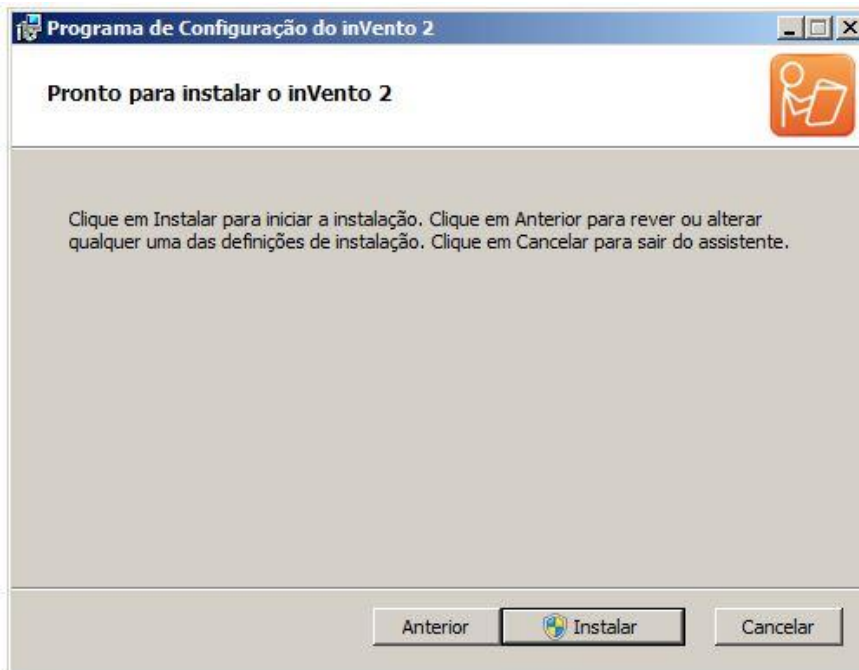 Programa de Configuração do inVento 2
Pronto para instalar o inVento 2
Clique em Instalar para iniciar a instalação. Clique em Anterior para rever ou alterar
qualquer uma das definições de instalação. Clique em Cancelar para sair do assistente.
Anterior Instalar Cancelar